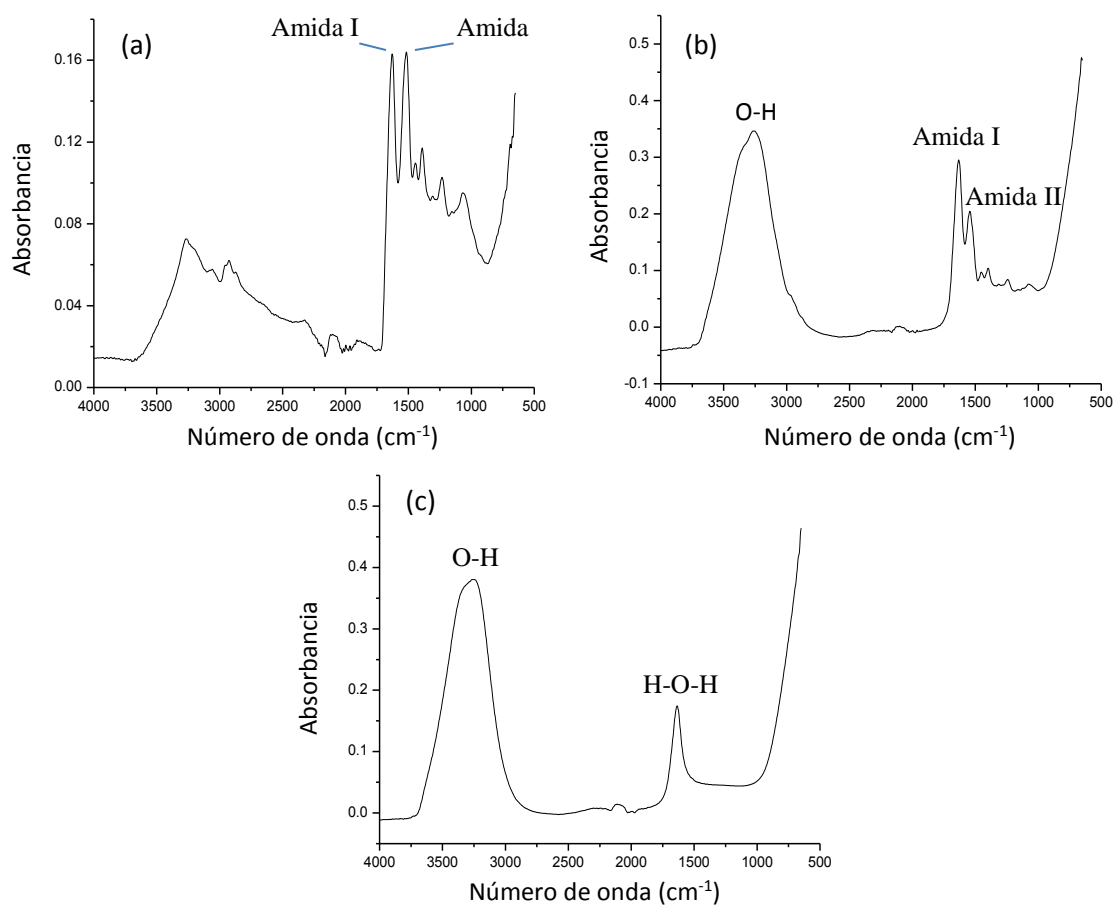 (a)
Amida I
Amida
0.16
0.12
0.08
0.04
0.00
Absorbancia
4000 3500 3000 2500 2000 1500 1000 500
Número de onda (cm-1)
(b)
O-H
Amida I
Amida II
0.5
0.4
0.3
0.2
0.1
0.0
-0.1
Absorbancia
4000 3500 3000 2500 2000 1500 1000 500
Número de onda (cm-1)
(c)
O-H
H-O-H
0.5
0.4
0.3
0.2
0.1
0.0
Absorbancia
4000 3500 3000 2500 2000 1500 1000 500
Número de onda (cm-1)